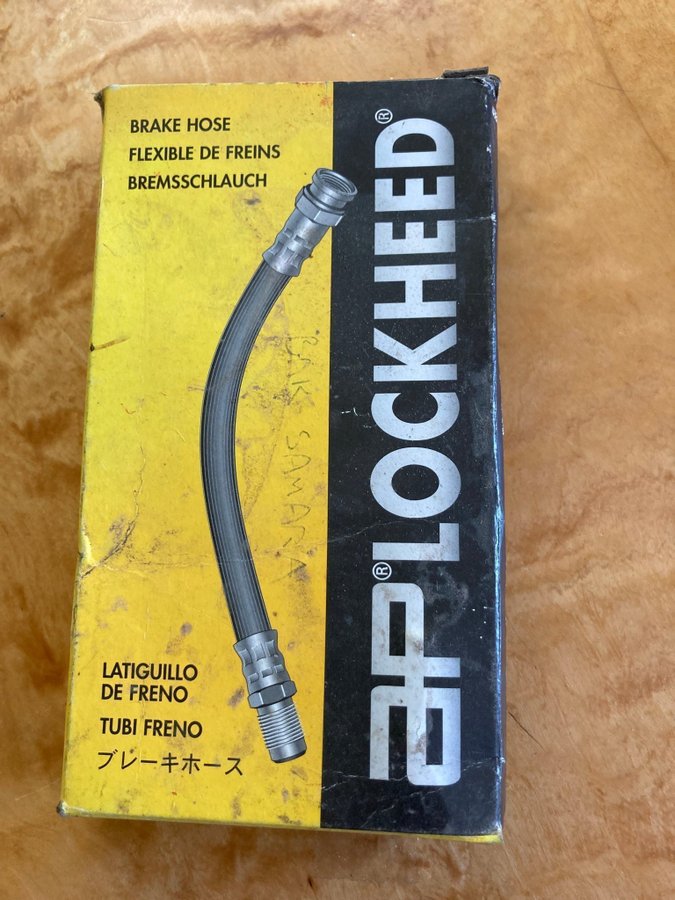 BRAKE HOSE
FLEXIBLE DE FREINS
BREMSSCHLAUCH
AP® LOCKHEED®
SAMARA
LATIGUILLO
DE FRENO
TUBI FRENO
ブレーキホース